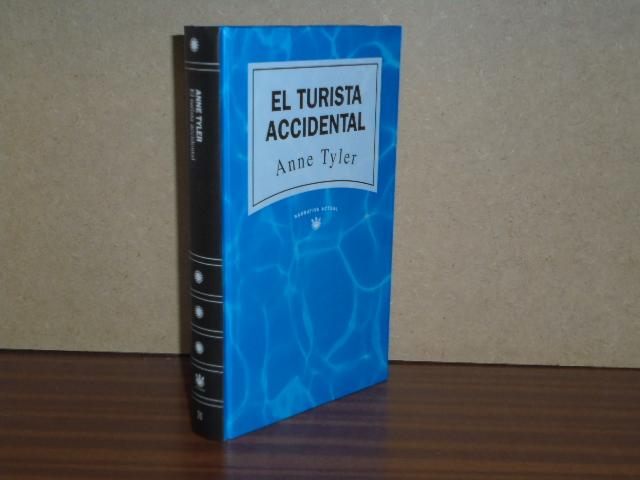 EL TURISTA
ACCIDENTAL
Anne Tyler
NARRATIVA ACTUAL
ANNE TYLER
El turista accidental